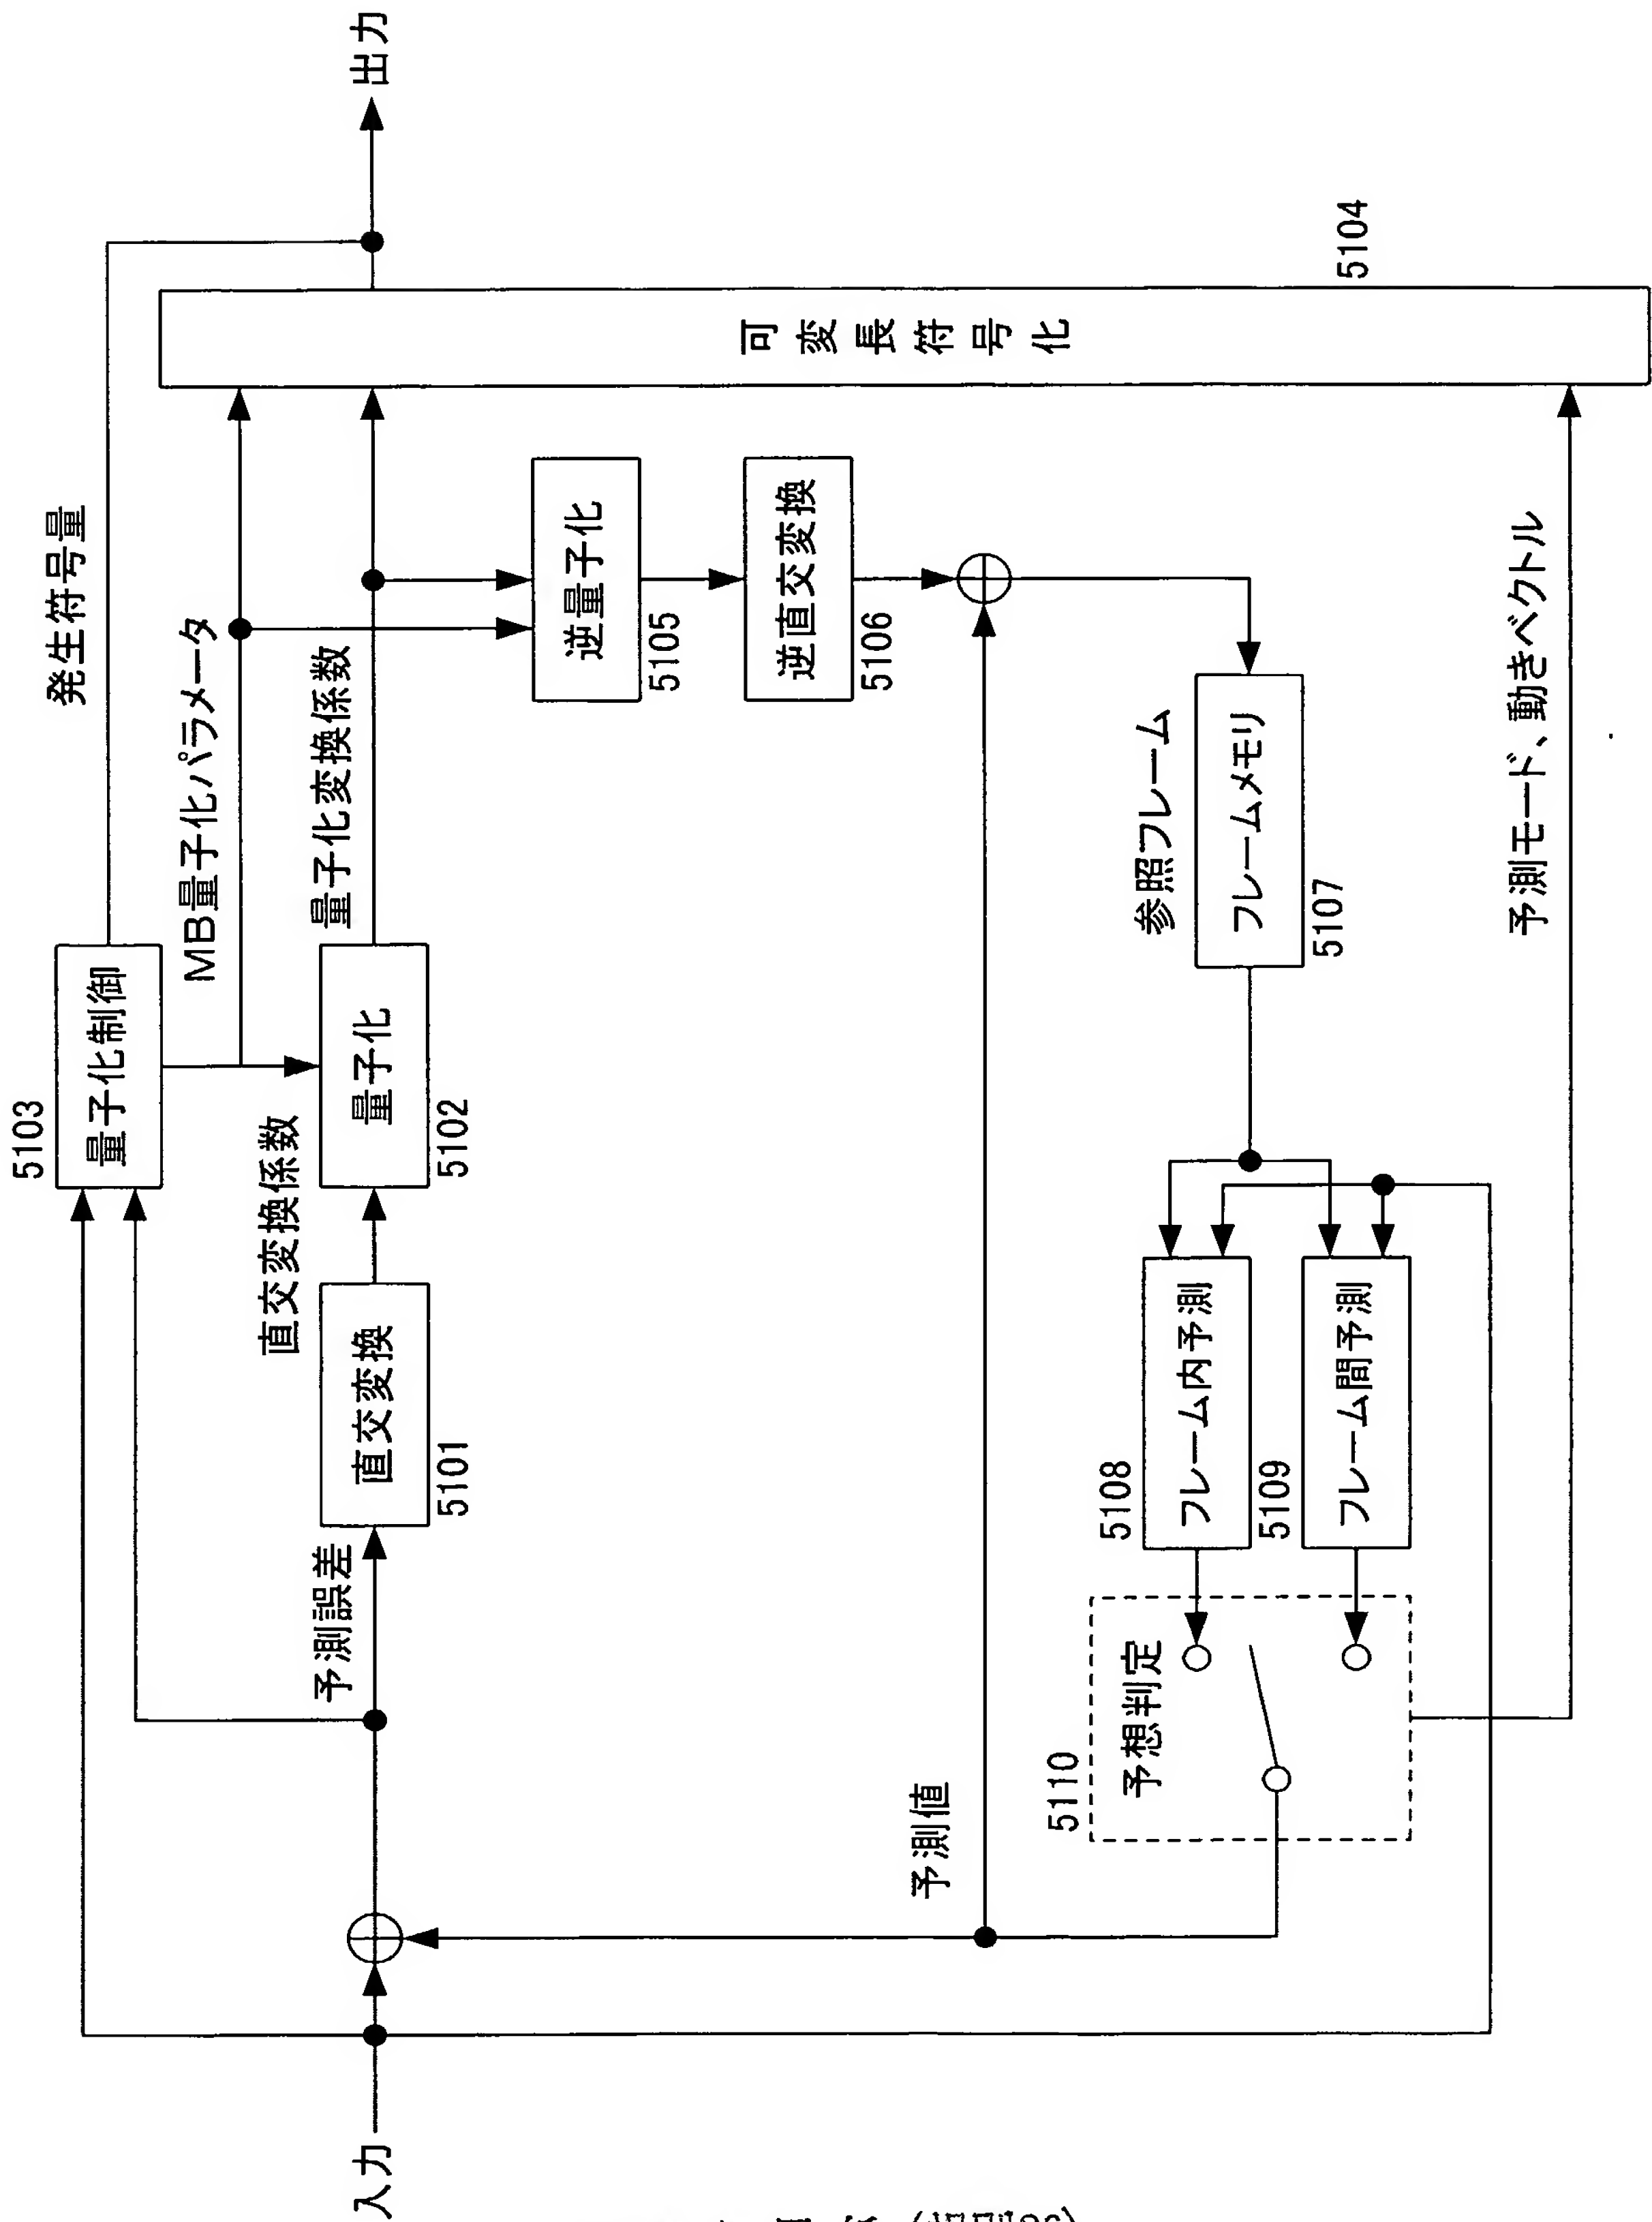 発生符号量
5103
量子化制御
MB量子化パラメータ
直交変換係数
量子化変換係数
入力
予測誤差
直交変換
5101
量子化
5102
出力
逆量子化
5105
逆直交変換
5106
可変長符号化
5104
予測値
参照フレーム
フレームメモリ
5107
5110
予想判定
5108
フレーム内予測
5109
フレーム間予測
予測モード、動きベクトル